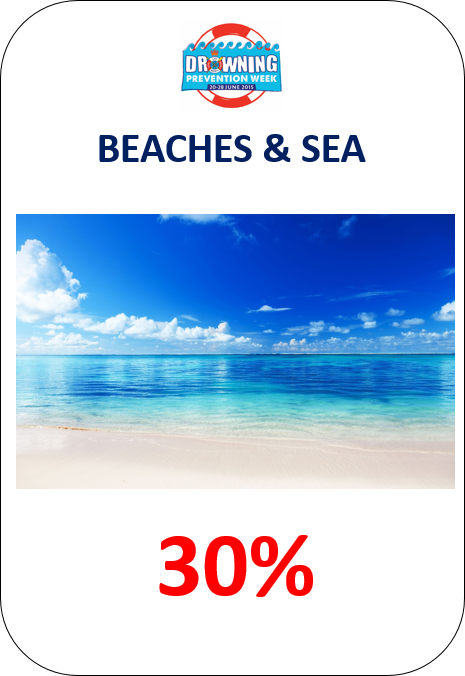 DROWNING
PREVENTION WEEK
20-28 JUNE 2015
BEACHES & SEA
30%